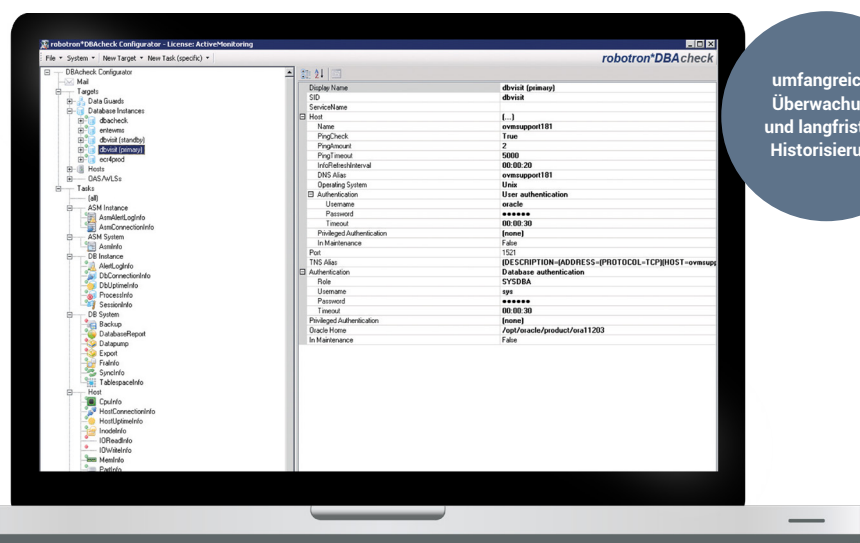 robotron*DBAcheck Configurator - License: ActiveMonitoring
File System New Target New Task (specific)
robotron*DBAcheck
DBAcheck Configurator
Mail
Targets
Data Guards
Database Instances
dbacheck
entewms
dbvisit (standby)
dbvisit (primary)
ecr4prod
Hosts
OAS/WLSs
Tasks
(all)
ASM Instance
AsmAlertLogInfo
AsmConnectionInfo
ASM System
AsmInfo
DB Instance
AlertLogInfo
DbConnectionInfo
DbUptimeInfo
ProcessInfo
SessionInfo
DB System
Backup
DatabaseReport
Datapump
Export
FraInfo
SyncInfo
TablespaceInfo
Host
CpuInfo
HostConnectionInfo
HostUptimeInfo
InodeInfo
IOReadInfo
IOWriteInfo
MemInfo
PartInfo
Display Name dbvisit (primary)
SID dbvisit
ServiceName
Host (...)
Name ovmsupport181
PingCheck True
PingAmount 2
PingTimeout 5000
InfoRefreshInterval 00:00:20
DNS Alias ovmsupport181
Operating System Unix
Authentication User authentication
Username oracle
Password ●●●●●●
Timeout 00:00:30
Privileged Authentication (none)
In Maintenance False
Port 1521
TNS Alias (DESCRIPTION=(ADDRESS=(PROTOCOL=TCP)(HOST=ovmsupp
Authentication Database authentication
Role SYSDBA
Username sys
Password ●●●●●●
Timeout 00:00:30
Privileged Authentication (none)
Oracle Home /opt/oracle/product/ora11203
In Maintenance False
umfangreic
Überwachu
und langfrist
Historisieru